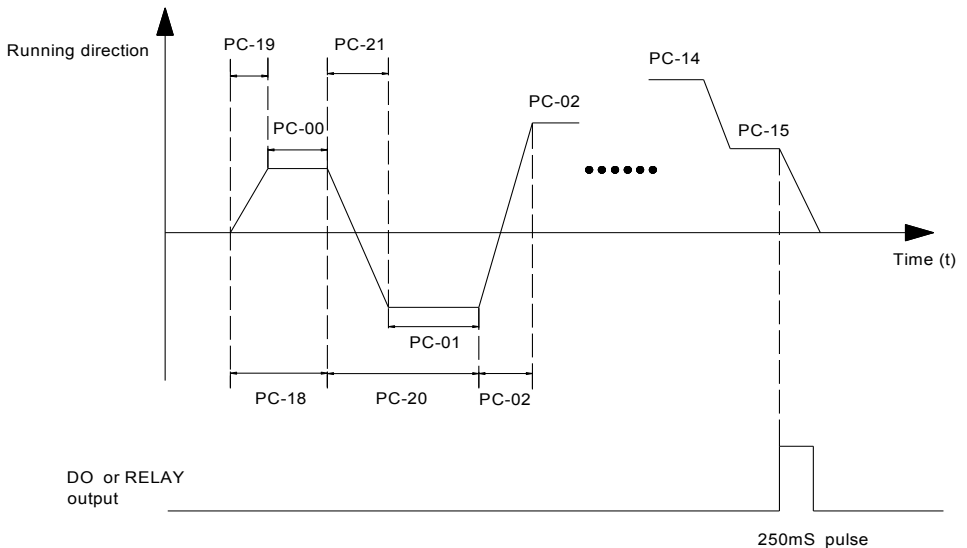 Running direction
PC-19
PC-21
PC-14
PC-02
PC-00
PC-15
Time (t)
PC-01
PC-18
PC-20
PC-02
DO or RELAY
output
250mS pulse